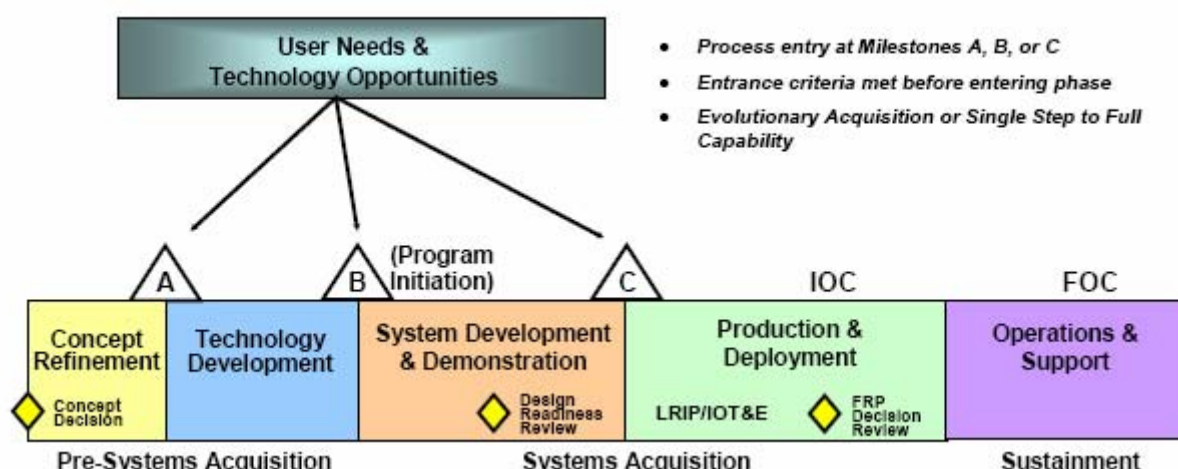 User Needs &
Technology Opportunities
• Process entry at Milestones A, B, or C
• Entrance criteria met before entering phase
• Evolutionary Acquisition or Single Step to Full
Capability
A
B
(Program
Initiation)
C
IOC
FOC
Concept
Refinement
Technology
Development
System Development
& Demonstration
Production &
Deployment
Operations &
Support
Concept
Decision
Design
Readiness
Review
LRIP/IOT&E
FRP
Decision
Review
Pre-Systems Acquisition
Systems Acquisition
Sustainment